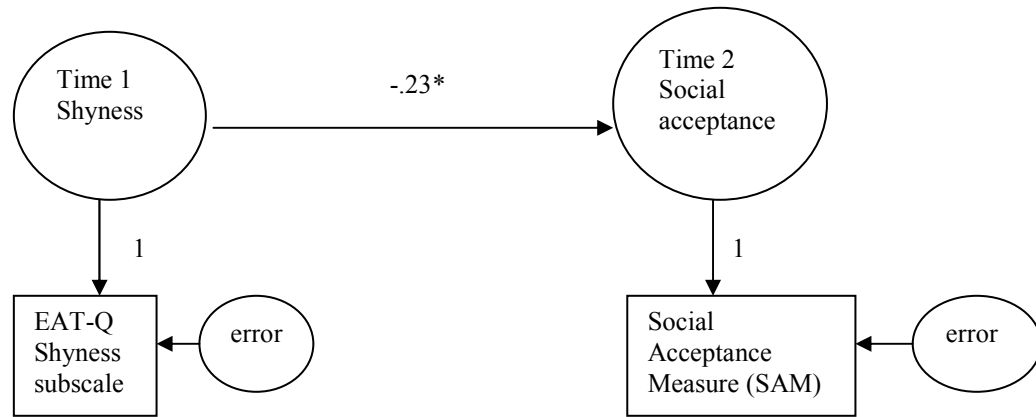 Time 1
Shyness
-.23*
Time 2
Social
acceptance
1
1
EAT-Q
Shyness
subscale
error
Social
Acceptance
Measure (SAM)
error